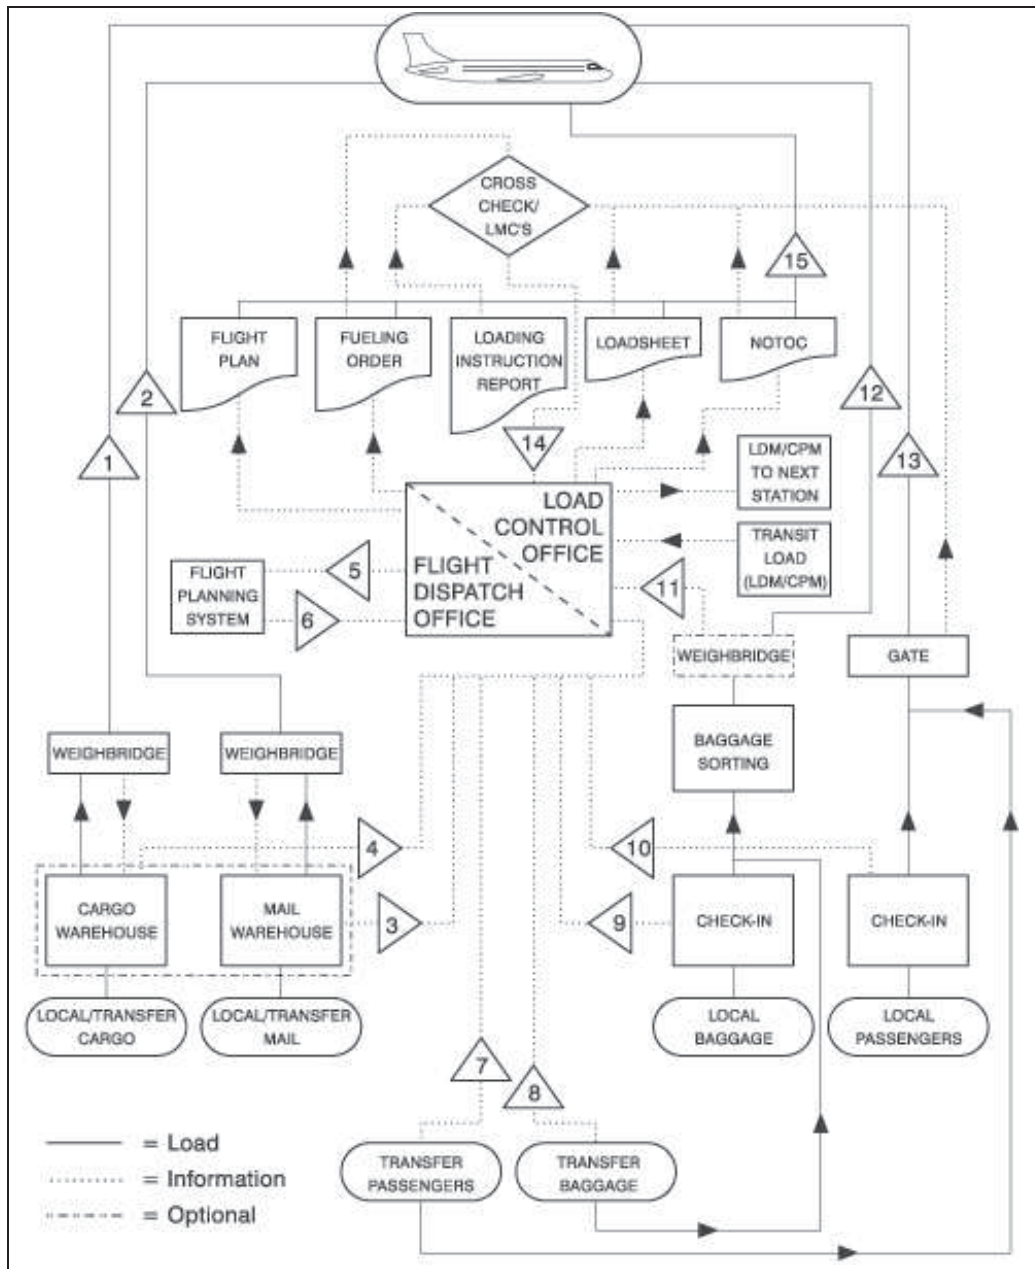 CROSS
CHECK/
LMC'S
15
FLIGHT
PLAN
FUELING
ORDER
LOADING
INSTRUCTION
REPORT
LOADSHEET
NOTOC
2
12
1
14
13
LDM/CPM
TO NEXT
STATION
LOAD
CONTROL
OFFICE
FLIGHT
DISPATCH
OFFICE
TRANSIT
LOAD
(LDM/CPM)
FLIGHT
PLANNING
SYSTEM
5
6
11
WEIGHBRIDGE
GATE
WEIGHBRIDGE
WEIGHBRIDGE
BAGGAGE
SORTING
4
10
CARGO
WAREHOUSE
MAIL
WAREHOUSE
3
9
CHECK-IN
CHECK-IN
LOCAL/TRANSFER
CARGO
LOCAL/TRANSFER
MAIL
LOCAL
BAGGAGE
LOCAL
PASSENGERS
7
8
TRANSFER
PASSENGERS
TRANSFER
BAGGAGE
= Load
= Information
= Optional